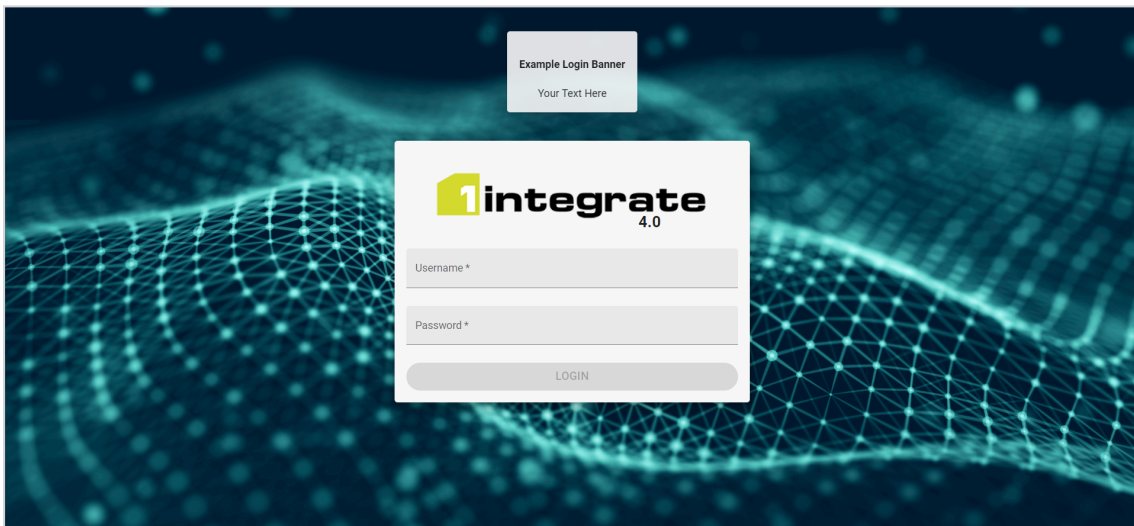 Example Login Banner
Your Text Here
1integrate
4.0
Username *
Password *
LOGIN